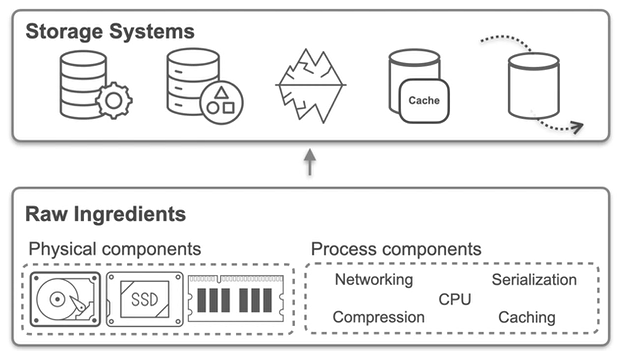 Storage Systems
Cache
Raw Ingredients
Physical components
SSD
Process components
Networking
Serialization
CPU
Compression
Caching